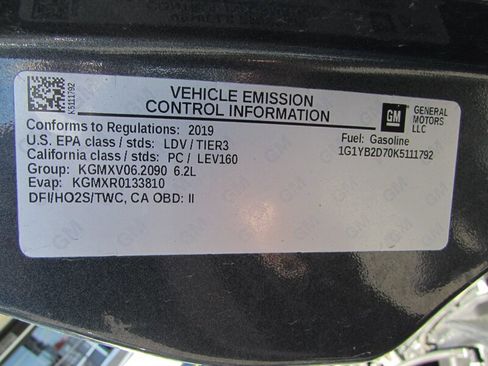 K5111792
VEHICLE EMISSION
CONTROL INFORMATION
GM
GENERAL
MOTORS
LLC
Conforms to Regulations: 2019
U.S. EPA class / stds: LDV / TIER3
California class / stds: PC / LEV160
Group: KGMXV06.2090 6.2L
Evap: KGMXR0133810
DFI/HO2S/TWC, CA OBD: II
Fuel: Gasoline
1G1YB2D70K5111792